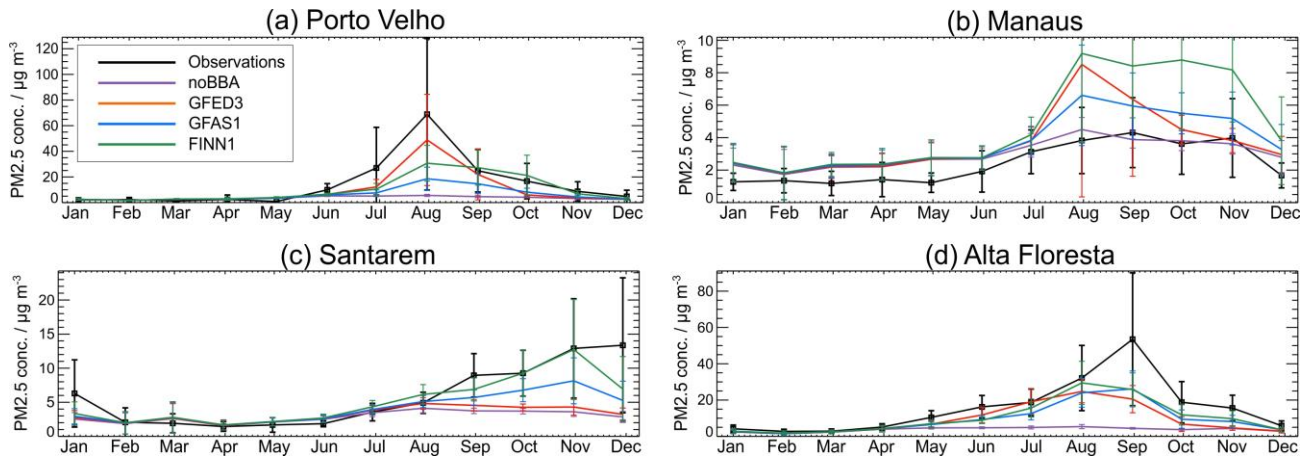 (a) Porto Velho
PM2.5 conc. / µg m⁻³
120
100
80
60
40
20
0
Observations
noBBA
GFED3
GFAS1
FINN1
Jan Feb Mar Apr May Jun Jul Aug Sep Oct Nov Dec
(b) Manaus
PM2.5 conc. / µg m⁻³
10
8
6
4
2
0
Jan Feb Mar Apr May Jun Jul Aug Sep Oct Nov Dec
(c) Santarem
PM2.5 conc. / µg m⁻³
20
15
10
5
0
Jan Feb Mar Apr May Jun Jul Aug Sep Oct Nov Dec
(d) Alta Floresta
PM2.5 conc. / µg m⁻³
80
60
40
20
0
Jan Feb Mar Apr May Jun Jul Aug Sep Oct Nov Dec